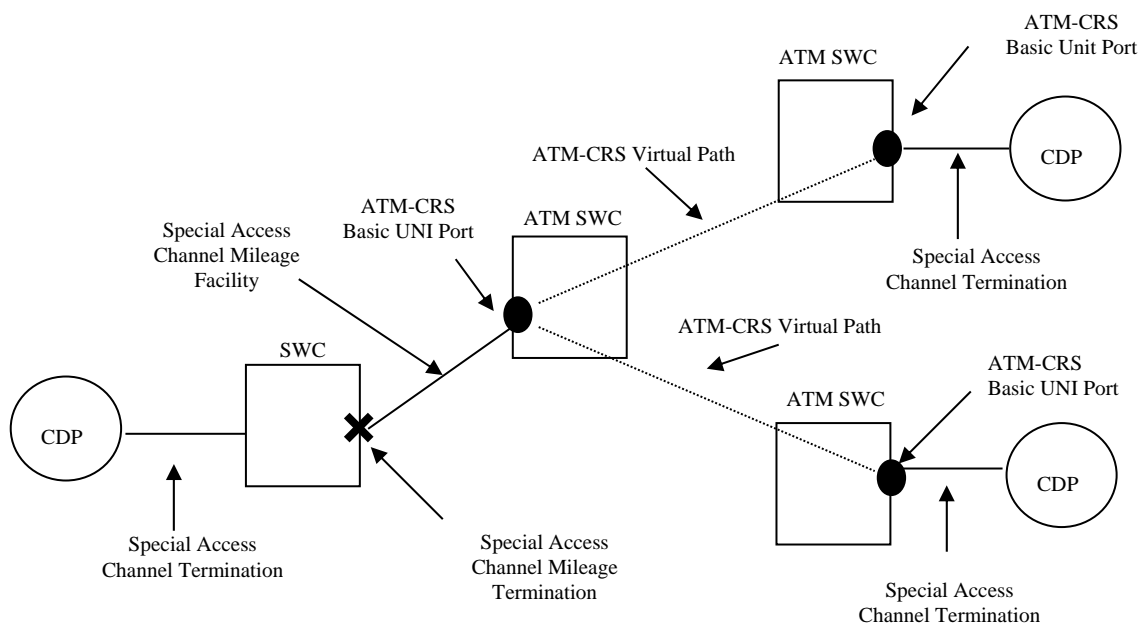 ATM-CRS
Basic Unit Port
ATM SWC
CDP
ATM-CRS Virtual Path
ATM-CRS
Basic UNI Port
ATM SWC
Special Access
Channel Mileage
Facility
Special Access
Channel Termination
ATM-CRS Virtual Path
SWC
ATM-CRS
Basic UNI Port
ATM SWC
CDP
CDP
Special Access
Channel Termination
Special Access
Channel Mileage
Termination
Special Access
Channel Termination